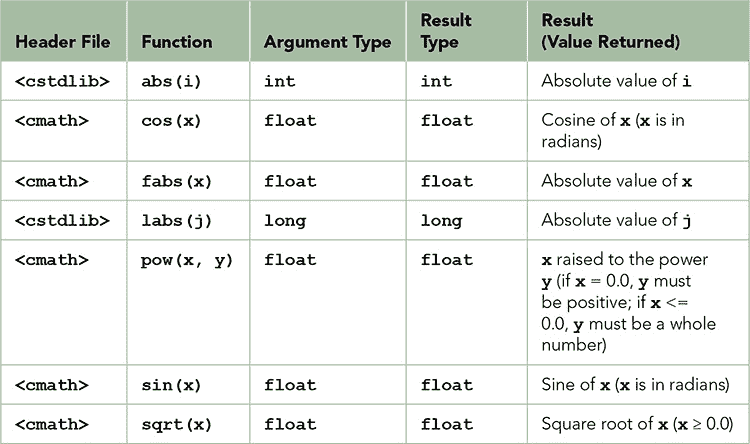 Header File Function Argument Type Result Type Result (Value Returned)
<cstdlib> abs(i) int int Absolute value of i
<cmath> cos(x) float float Cosine of x (x is in
radians)
<cmath> fabs(x) float float Absolute value of x
<cstdlib> labs(j) long long Absolute value of j
<cmath> pow(x, y) float float x raised to the power
y (if x = 0.0, y must
be positive; if x <=
0.0, y must be a whole
number)
<cmath> sin(x) float float Sine of x (x is in radians)
<cmath> sqrt(x) float float Square root of x (x ≥ 0.0)